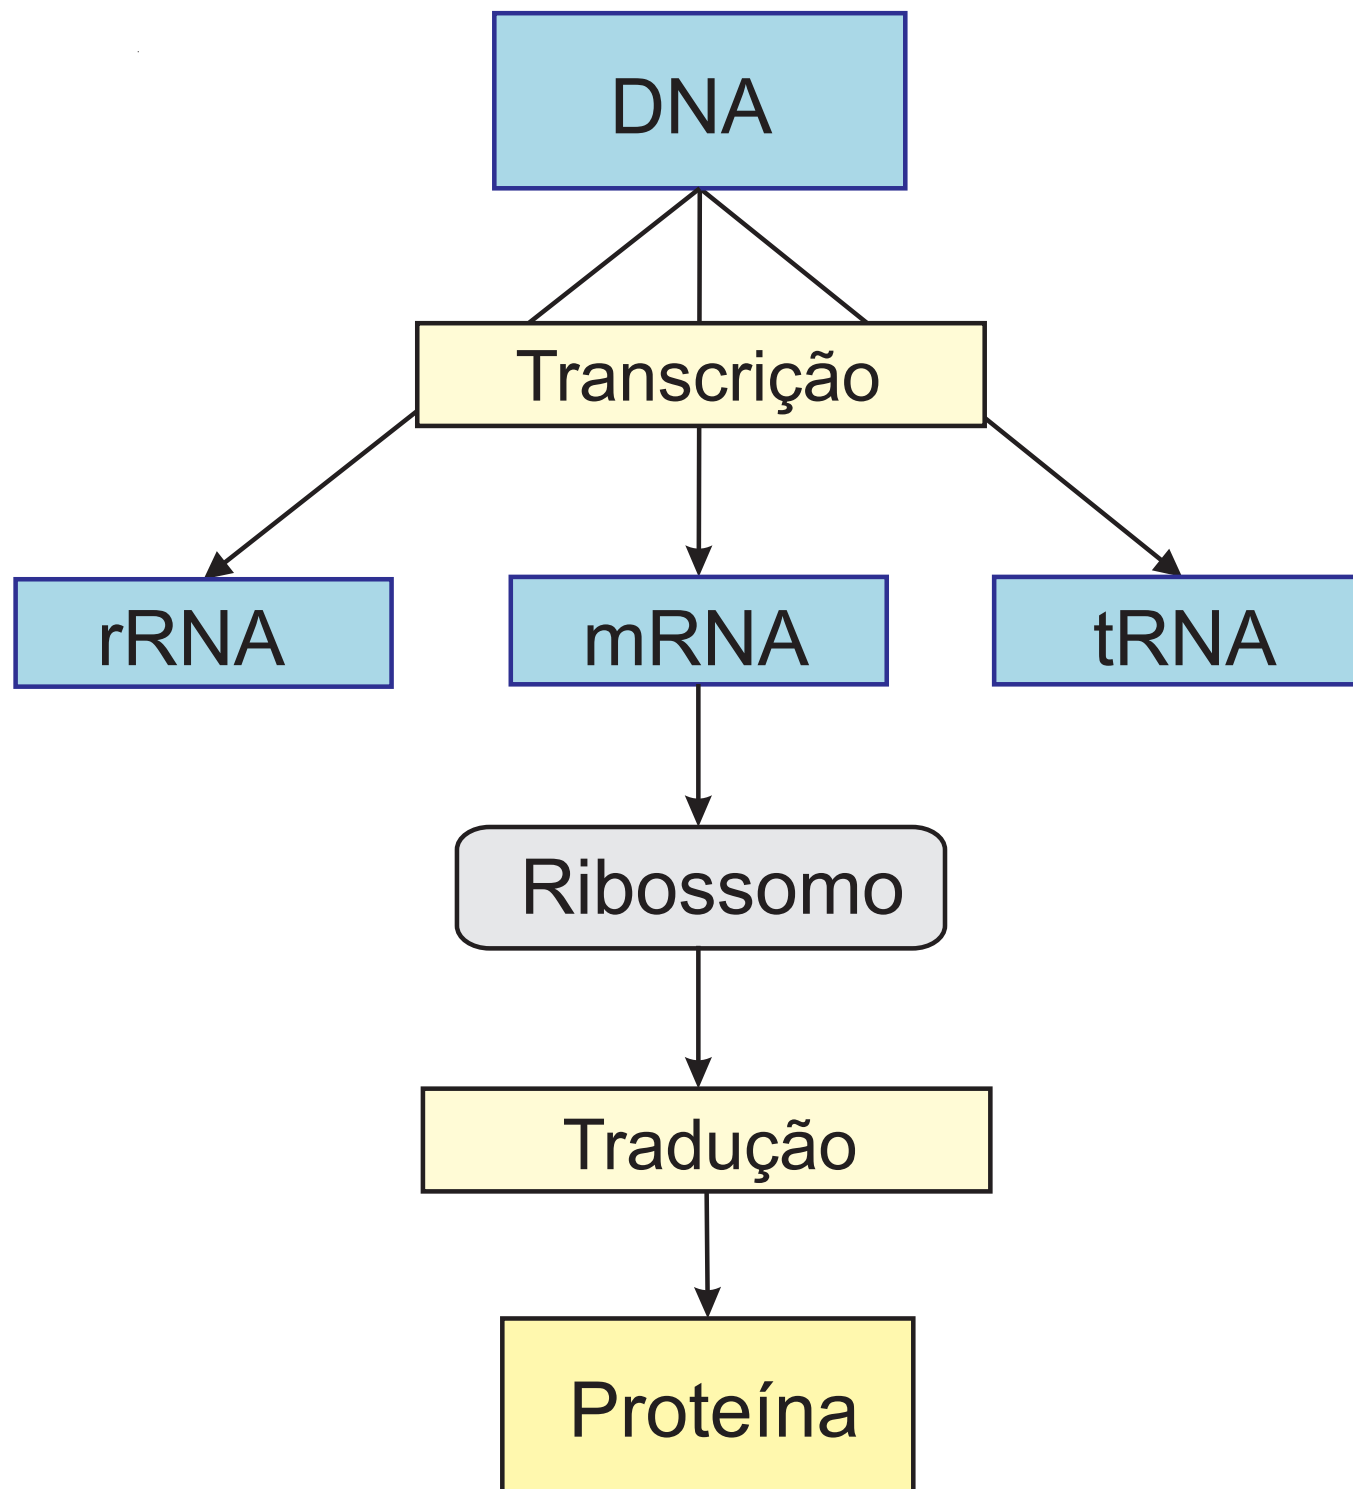 DNA
Transcrição
rRNA
mRNA
tRNA
Ribossomo
Tradução
Proteína